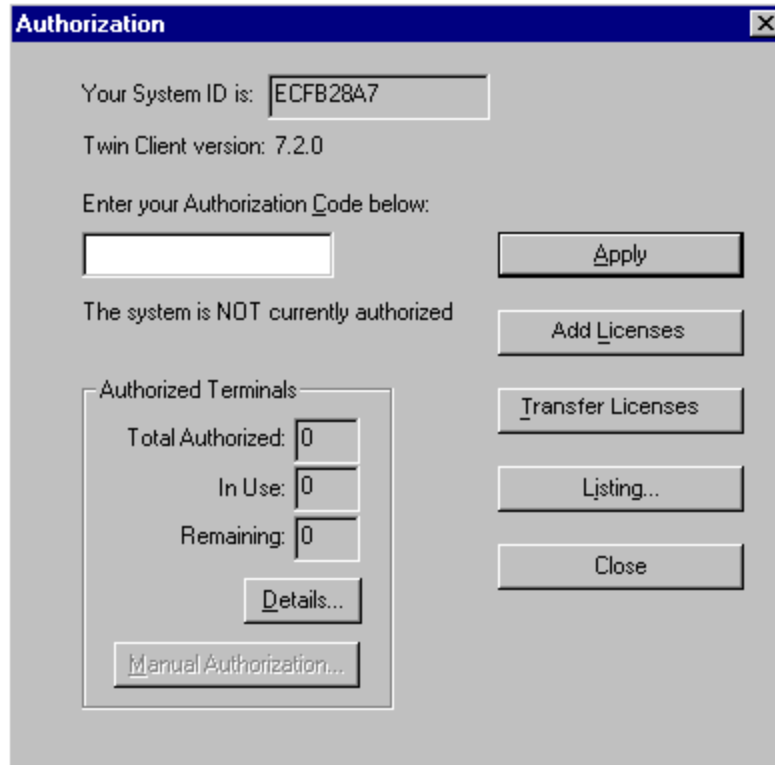 Authorization
Your System ID is: ECFB28A7
Twin Client version: 7.2.0
Enter your Authorization Code below:
Apply
The system is NOT currently authorized
Add Licenses
Authorized Terminals
Transfer Licenses
Total Authorized: 0
In Use: 0
Listing...
Remaining: 0
Close
Details...
Manual Authorization...